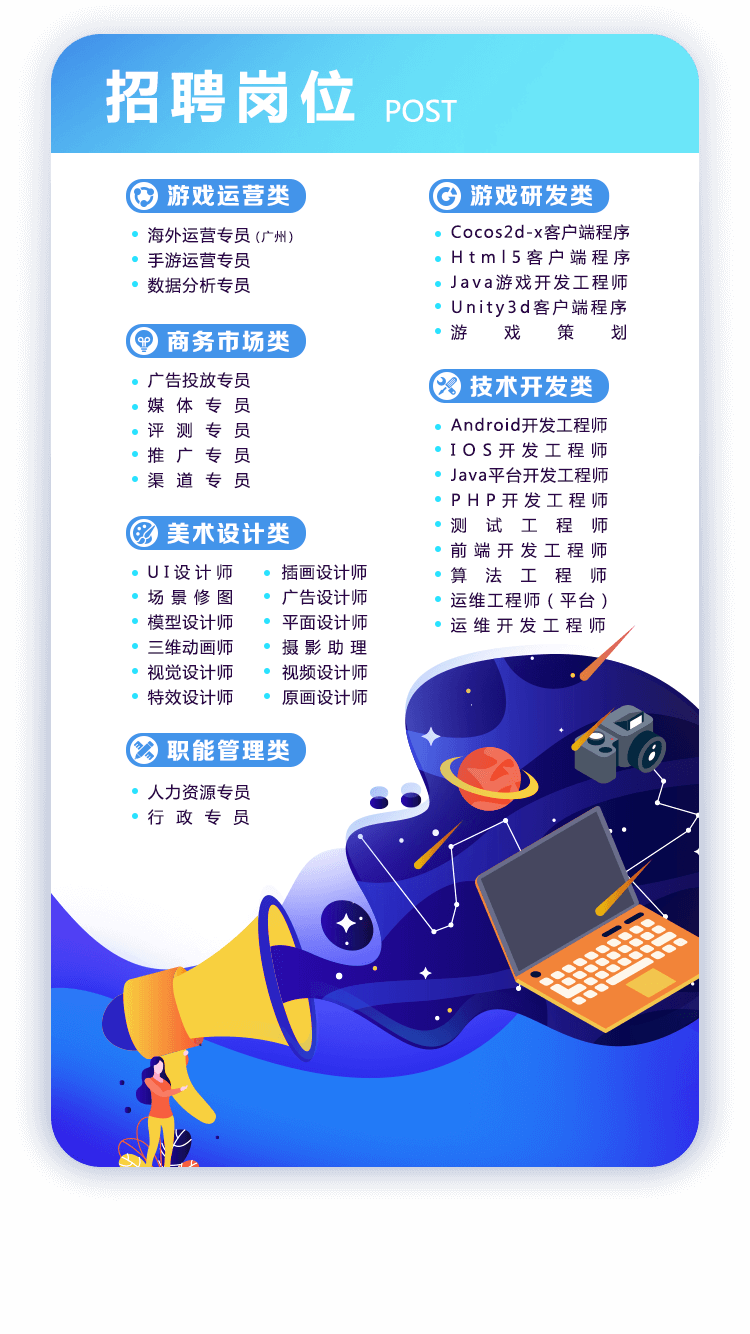 招聘岗位 POST
游戏运营类
海外运营专员(广州)
手游运营专员
数据分析专员
商务市场类
广告投放专员
媒体专员
评测专员
推广专员
渠道专员
美术设计类
UI设计师 插画设计师
场景修图 广告设计师
模型设计师 平面设计师
三维动画师 摄影助理
视觉设计师 视频设计师
特效设计师 原画设计师
职能管理类
人力资源专员
行政专员
游戏研发类
Cocos2d-x客户端程序
Html5客户端程序
Java游戏开发工程师
Unity3d客户端程序
游戏策划
技术开发类
Android开发工程师
IOS开发工程师
Java平台开发工程师
PHP开发工程师
测试工程师
前端开发工程师
算法工程师
运维工程师(平台)
运维开发工程师